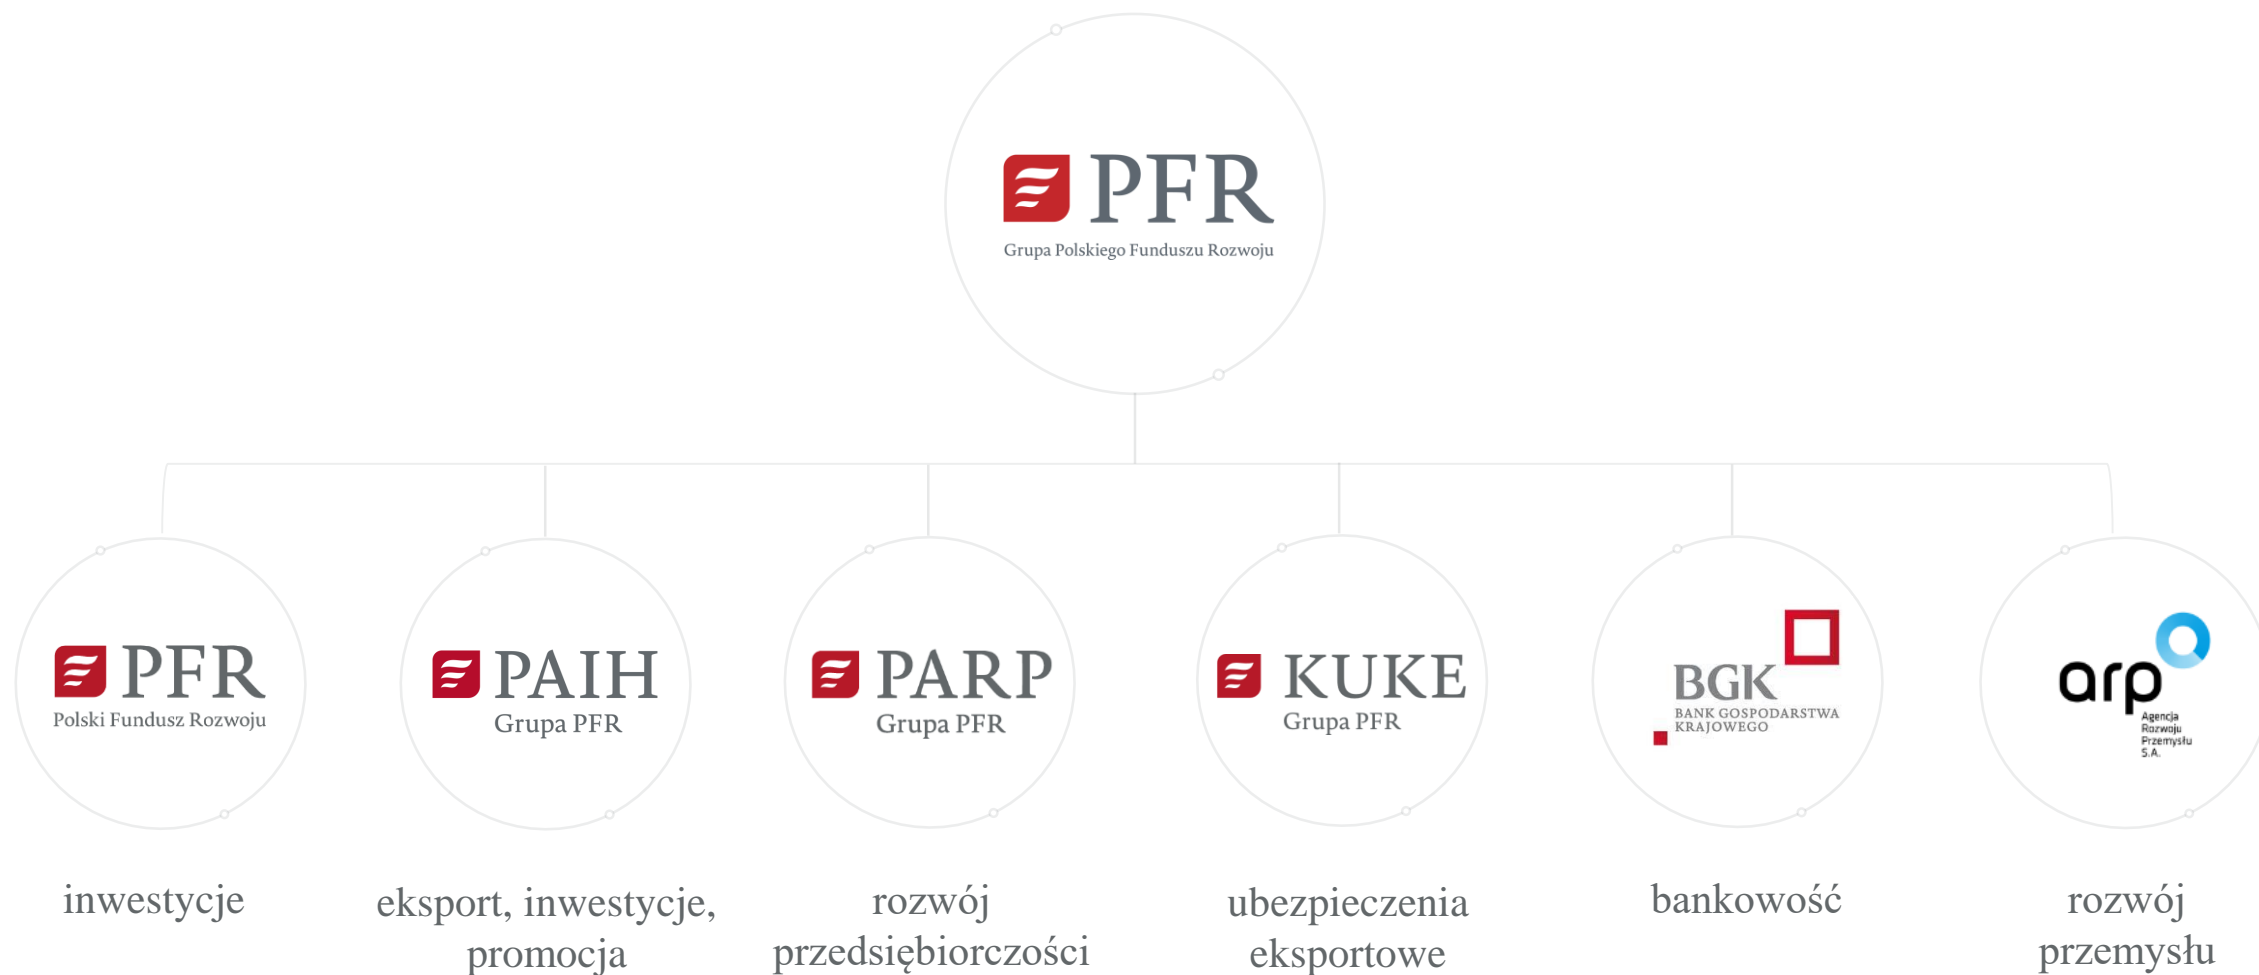 PFR
Grupa Polskiego Funduszu Rozwoju
PFR
Polski Fundusz Rozwoju
PAIH
Grupa PFR
PARP
Grupa PFR
KUKE
Grupa PFR
BGK
BANK GOSPODARSTWA
KRAJOWEGO
arp
Agencja
Rozwoju
Przemysłu
S.A.
inwestycje
eksport, inwestycje,
promocja
rozwój
przedsiębiorczości
ubezpieczenia
eksportowe
bankowość
rozwój
przemysłu